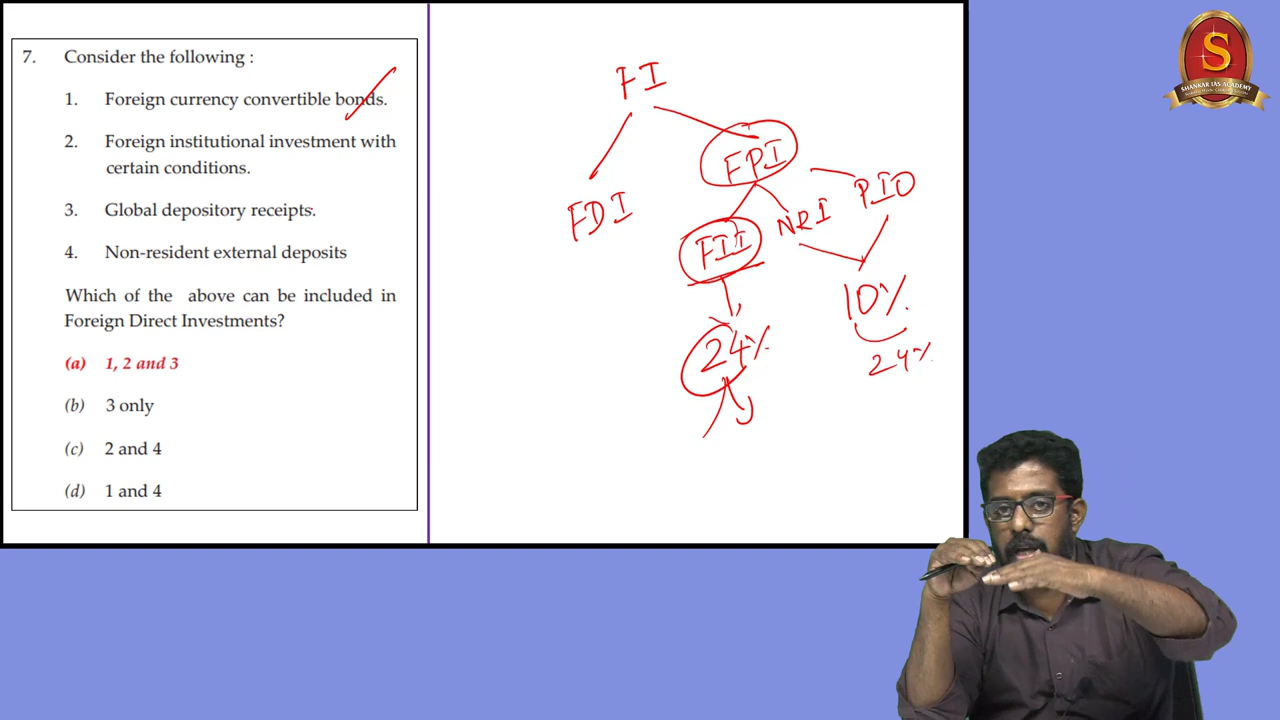 7. Consider the following :
1. Foreign currency convertible bonds.
2. Foreign institutional investment with
certain conditions.
3. Global depository receipts.
4. Non-resident external deposits
Which of the above can be included in
Foreign Direct Investments?
(a) 1, 2 and 3
(b) 3 only
(c) 2 and 4
(d) 1 and 4
FI
FDI
FPI
FII
NRI
PIO
24%
10%
24%
S
SHANKAR IAS ACADEMY